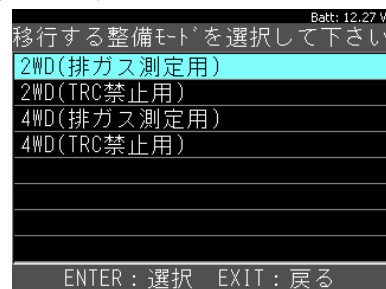 Batt: 12.27 V
移行する整備ﾓｰﾄﾞを選択して下さい
2WD(排ガス測定用)
2WD(TRC禁止用)
4WD(排ガス測定用)
4WD(TRC禁止用)
ENTER：選択 EXIT：戻る